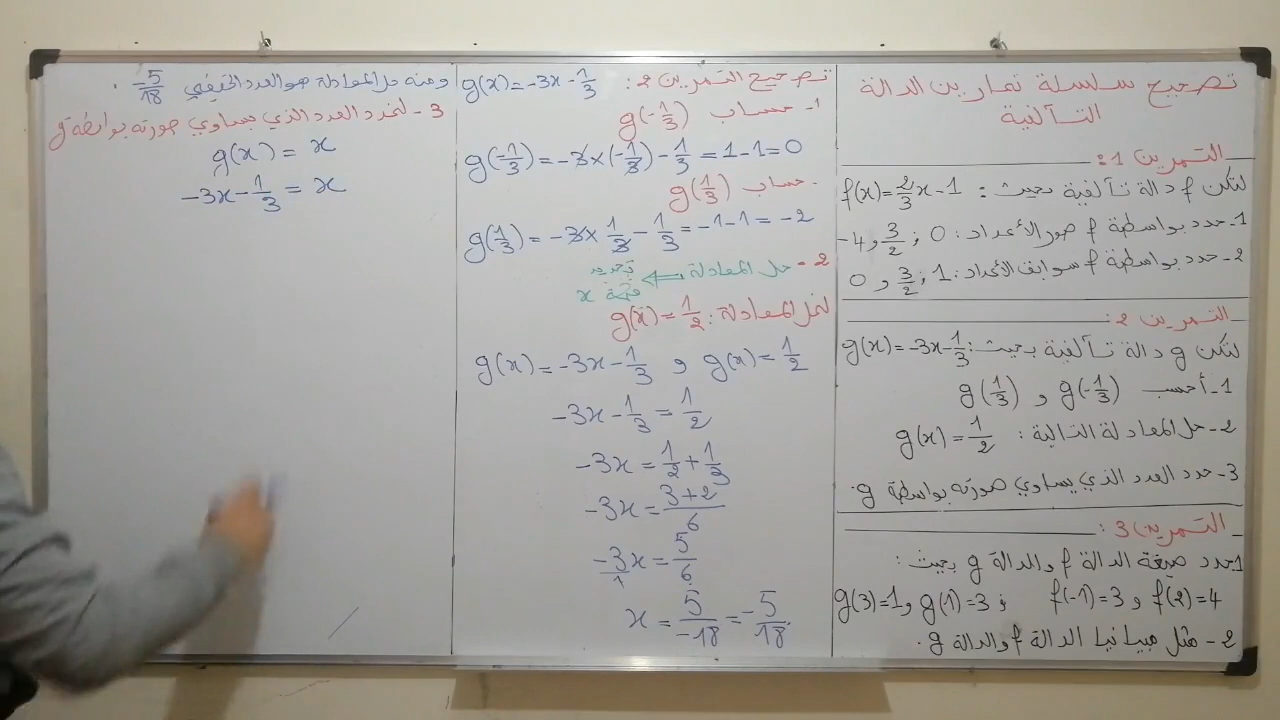 تصحيح سلسلة تمارين الدالة
التآلفية
التمرين 1:
لتكن f دالة تآلفية بحيث: f(x)=2/3x-1
1- حدد بواسطة f صور الأعداد: 0 ; 3/2 و -4
2- حدد بواسطة f سوابق الأعداد: 1 ; 3/2 و 0
التمرين 2:
لتكن g دالة تآلفية بحيث: g(x)=-3x-1/3
1- أحسب g(-1/3) و g(1/3)
2- حل المعادلة التالية: g(x)=1/2
3- حدد العدد الذي يساوي صورته بواسطة g.
التمرين 3:
1- حدد صيغة الدالة f والدالة g بحيث:
f(2)=4 و f(-1)=3 ; g(1)=3 و g(3)=1
2- مثل مبيانيا الدالة f والدالة g.
تصحيح التمرين 2: g(x)=-3x-1/3
1- حساب g(-1/3)
g(-1/3)=-3×(-1/3)-1/3=1-1=0
- حساب g(1/3)
g(1/3)=-3×1/3-1/3=-1-1=-2
2- حل المعادلة ⇐ تحديد
قيمة x
لنحل المعادلة: g(x)=1/2
g(x)=-3x-1/3 و g(x)=1/2
-3x-1/3=1/2
-3x=1/2+1/3
-3x=3+2/6
-3/1x=5/6
x=5/-18=-5/18.
ومنه حل المعادلة هو العدد الحقيقي -5/18.
3- لنحدد العدد الذي يساوي صورته بواسطة g
g(x)=x
-3x-1/3=x